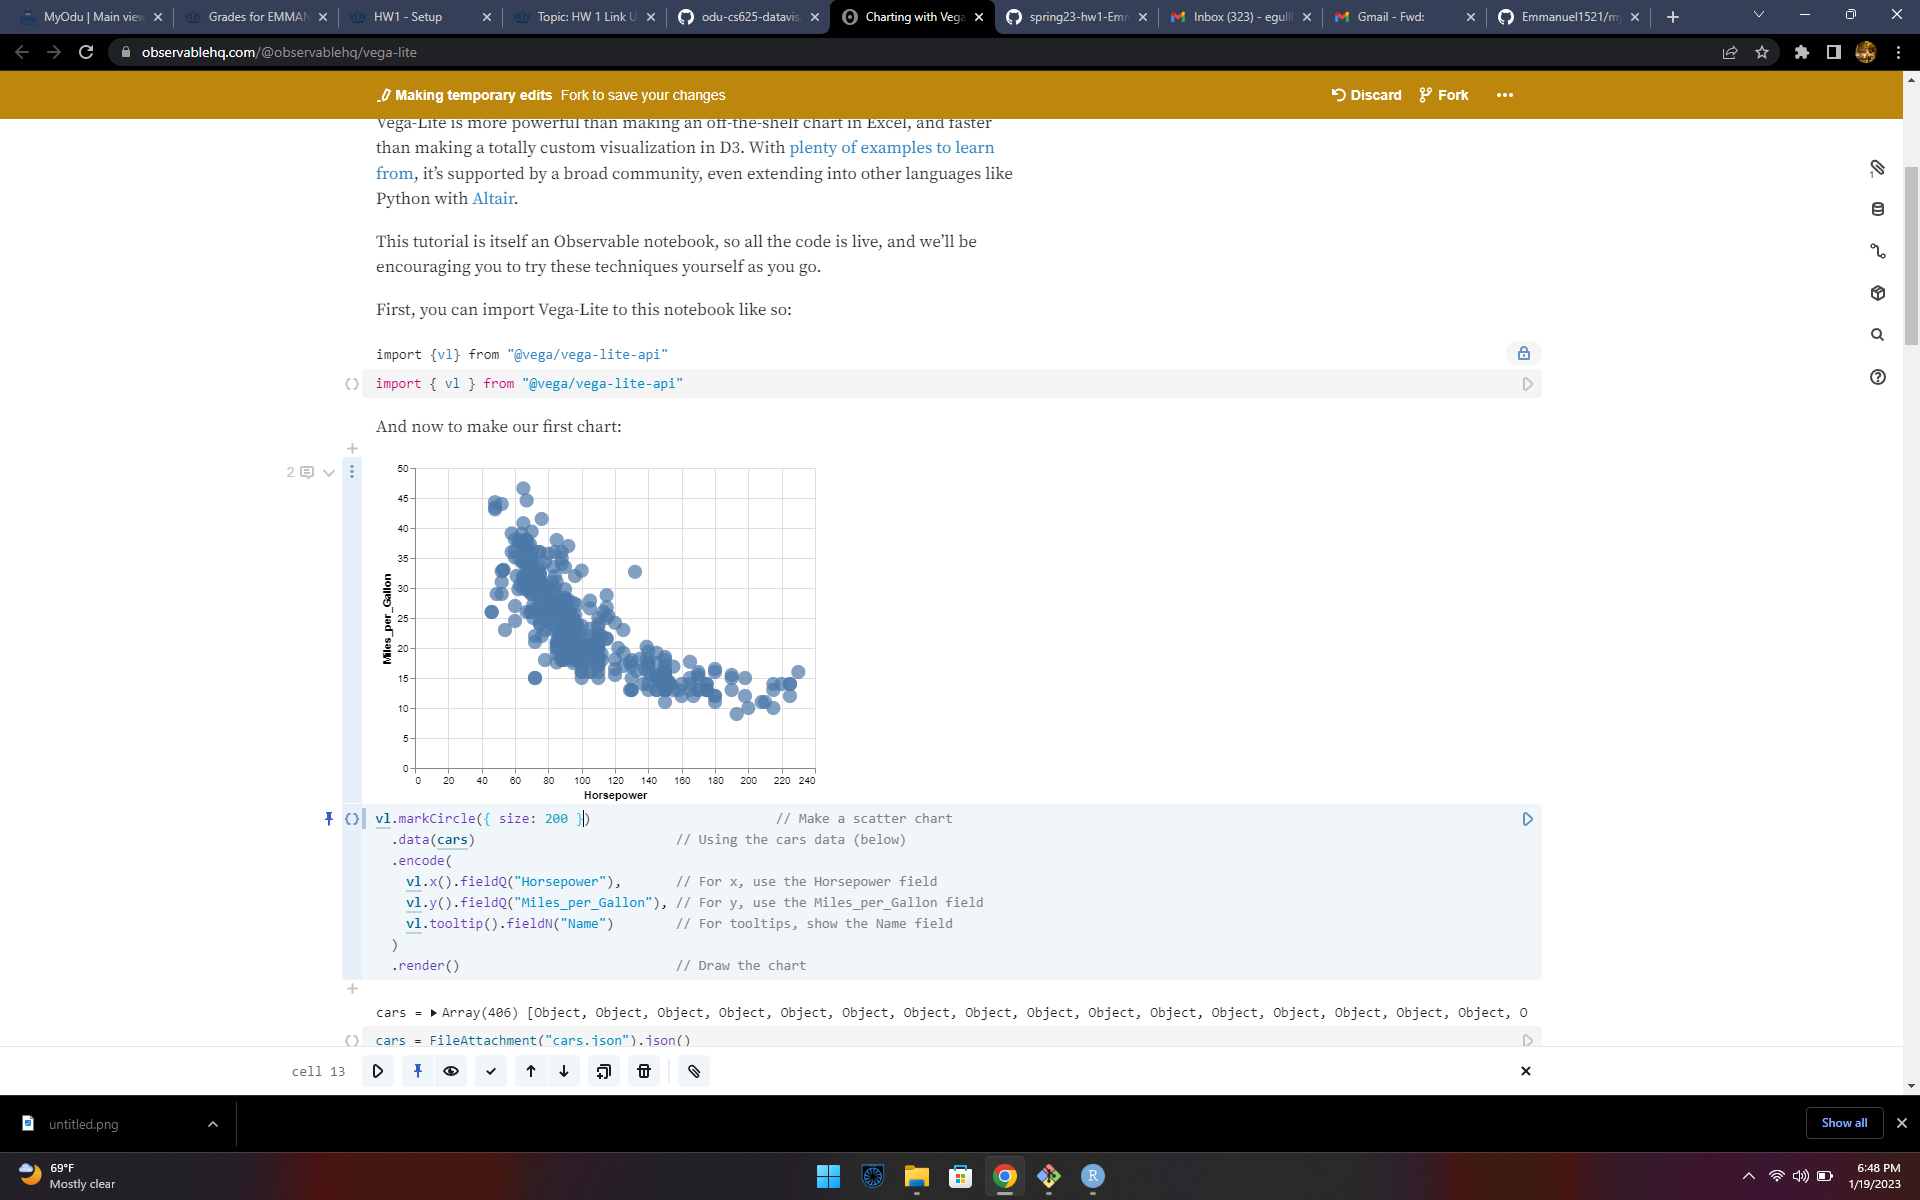 MyOdu | Main view
Grades for EMMAN
HW1 - Setup
Topic: HW 1 Link U
odu-cs625-datavis
Charting with Vega
spring23-hw1-Emm
Inbox (323) - egull
Gmail - Fwd:
Emmanuel1521/my
observablehq.com/@observablehq/vega-lite
Making temporary edits Fork to save your changes
Discard
Fork
Vega-Lite is more powerful than making an off-the-shelf chart in Excel, and faster
than making a totally custom visualization in D3. With plenty of examples to learn
from, it’s supported by a broad community, even extending into other languages like
Python with Altair.
This tutorial is itself an Observable notebook, so all the code is live, and we’ll be
encouraging you to try these techniques yourself as you go.
First, you can import Vega-Lite to this notebook like so:
import {vl} from "@vega/vega-lite-api"
import { vl } from "@vega/vega-lite-api"
And now to make our first chart:
2
50
45
40
35
30
25
20
15
10
5
0
Miles_per_Gallon
0 20 40 60 80 100 120 140 160 180 200 220 240
Horsepower
vl.markCircle({ size: 200 }) // Make a scatter chart
.data(cars) // Using the cars data (below)
.encode(
vl.x().fieldQ("Horsepower"), // For x, use the Horsepower field
vl.y().fieldQ("Miles_per_Gallon"), // For y, use the Miles_per_Gallon field
vl.tooltip().fieldN("Name") // For tooltips, show the Name field
)
.render() // Draw the chart
cars = Array(406) [Object, Object, Object, Object, Object, Object, Object, Object, Object, Object, Object, Object, Object, Object, Object, Object, O
cars = FileAttachment("cars.json").json()
cell 13
untitled.png
Show all
69°F
Mostly clear
6:48 PM
1/19/2023